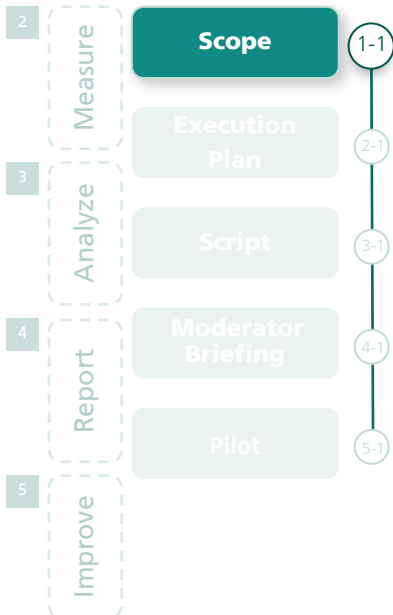 2
Measure
Scope
1-1
Execution
Plan
2-1
3
Analyze
Script
3-1
4
Report
Moderator
Briefing
4-1
Pilot
5-1
5
Improve